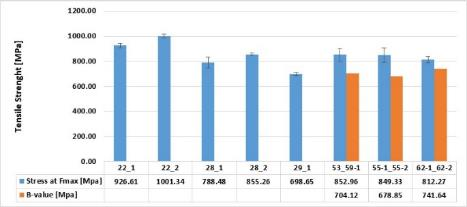 1200.00
1000.00
800.00
600.00
400.00
200.00
0.00
Tensile Strenght [MPa]
22_1 22_2 28_1 28_2 29_1 53_59-1 55-1_55-2 62-1_62-2
Stress at Fmax [Mpa] 926.61 1001.34 788.48 855.26 698.65 852.96 849.33 812.27
B-value [Mpa] 704.12 678.85 741.64